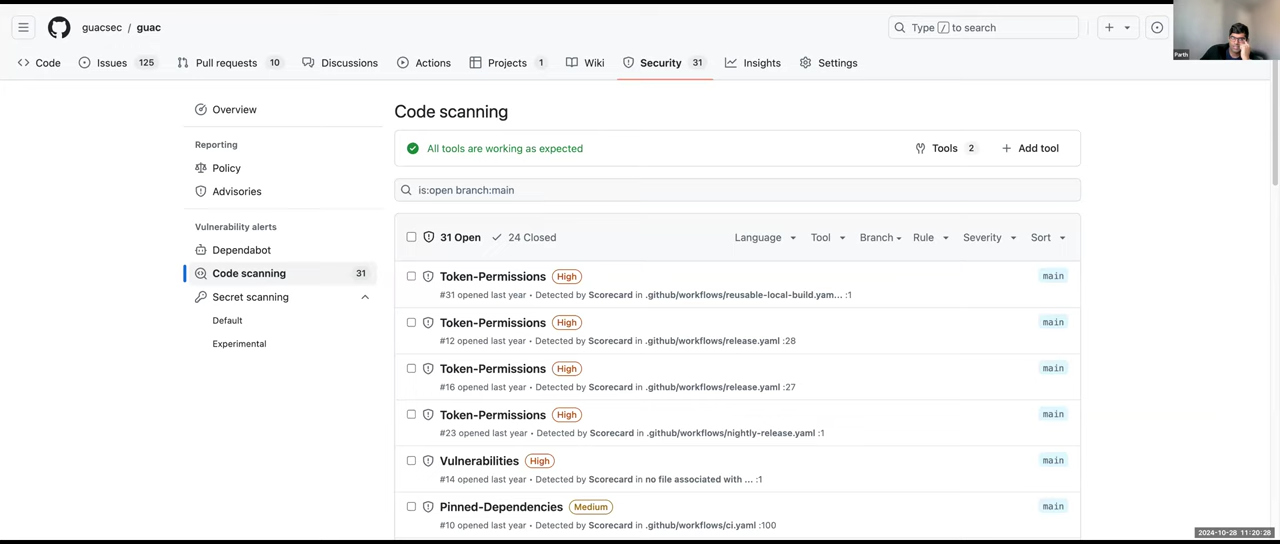 guacsec / guac
Type / to search
Parth
Code
Issues 125
Pull requests 10
Discussions
Actions
Projects 1
Wiki
Security 31
Insights
Settings
Overview
Reporting
Policy
Advisories
Vulnerability alerts
Dependabot
Code scanning 31
Secret scanning
Default
Experimental
Code scanning
All tools are working as expected
Tools 2
+ Add tool
is:open branch:main
31 Open
24 Closed
Language
Tool
Branch
Rule
Severity
Sort
Token-Permissions High
main
#31 opened last year • Detected by Scorecard in .github/workflows/reusable-local-build.yam... :1
Token-Permissions High
main
#12 opened last year • Detected by Scorecard in .github/workflows/release.yaml :28
Token-Permissions High
main
#16 opened last year • Detected by Scorecard in .github/workflows/release.yaml :27
Token-Permissions High
main
#23 opened last year • Detected by Scorecard in .github/workflows/nightly-release.yaml :1
Vulnerabilities High
main
#14 opened last year • Detected by Scorecard in no file associated with ... :1
Pinned-Dependencies Medium
main
#10 opened last year • Detected by Scorecard in .github/workflows/ci.yaml :100
2024-10-28 11:20:28